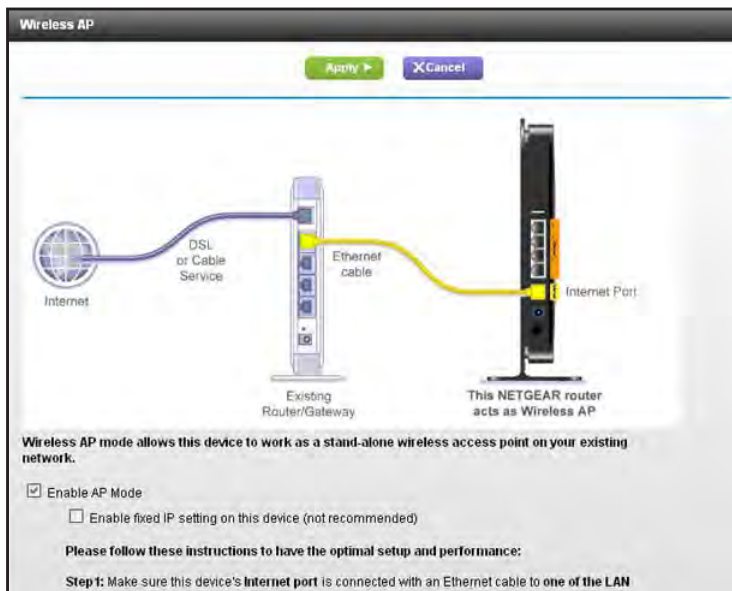 Wireless AP
Apply
XCancel
DSL
or Cable
Service
Ethernet
cable
Internet
Internet Port
Existing
Router/Gateway
This NETGEAR router
acts as Wireless AP
Wireless AP mode allows this device to work as a stand-alone wireless access point on your existing
network.
Enable AP Mode
Enable fixed IP setting on this device (not recommended)
Please follow these instructions to have the optimal setup and performance:
Step1: Make sure this device's Internet port is connected with an Ethernet cable to one of the LAN